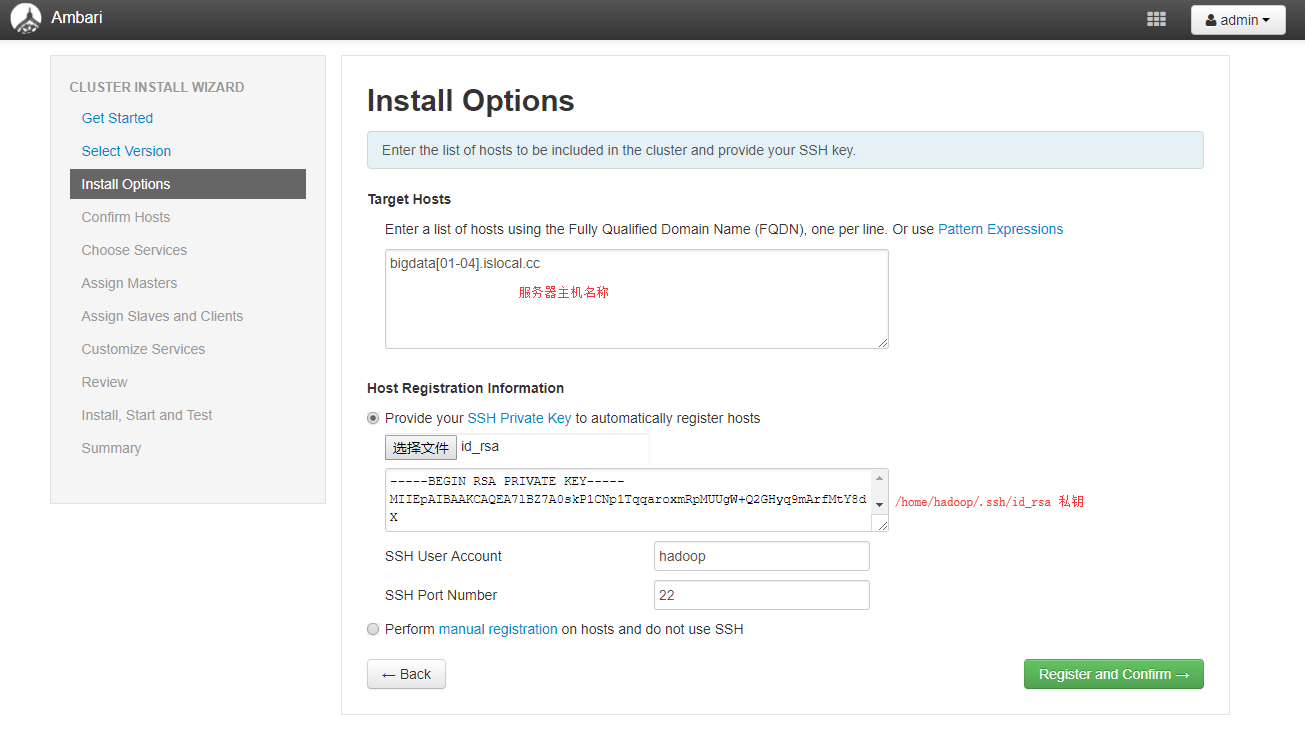 Ambari
admin
CLUSTER INSTALL WIZARD
Get Started
Select Version
Install Options
Confirm Hosts
Choose Services
Assign Masters
Assign Slaves and Clients
Customize Services
Review
Install, Start and Test
Summary
Install Options
Enter the list of hosts to be included in the cluster and provide your SSH key.
Target Hosts
Enter a list of hosts using the Fully Qualified Domain Name (FQDN), one per line. Or use Pattern Expressions
bigdata[01-04].islocal.cc
服务器主机名称
Host Registration Information
Provide your SSH Private Key to automatically register hosts
选择文件 id_rsa
-----BEGIN RSA PRIVATE KEY-----
MIIEpAIBAAKCAQEA7lBZ7A0skP1CNp1TqqaroxmRpMUUgW+Q2GHyq9mArfMtY8d
X
/home/hadoop/.ssh/id_rsa 私钥
SSH User Account hadoop
SSH Port Number 22
Perform manual registration on hosts and do not use SSH
← Back
Register and Confirm →